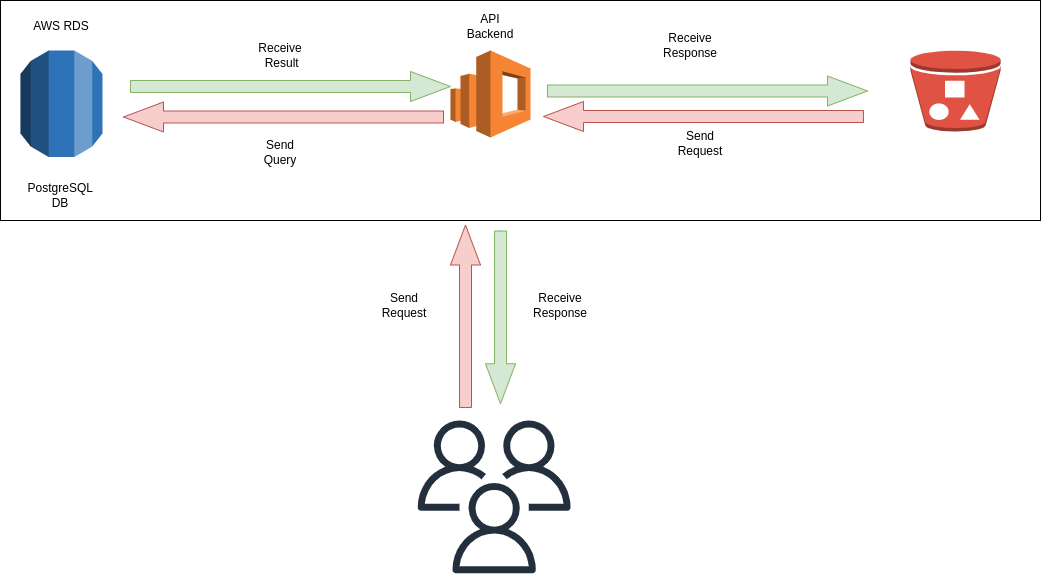 AWS RDS
API
Backend
Receive
Result
Receive
Response
Send
Query
Send
Request
PostgreSQL
DB
Send
Request
Receive
Response